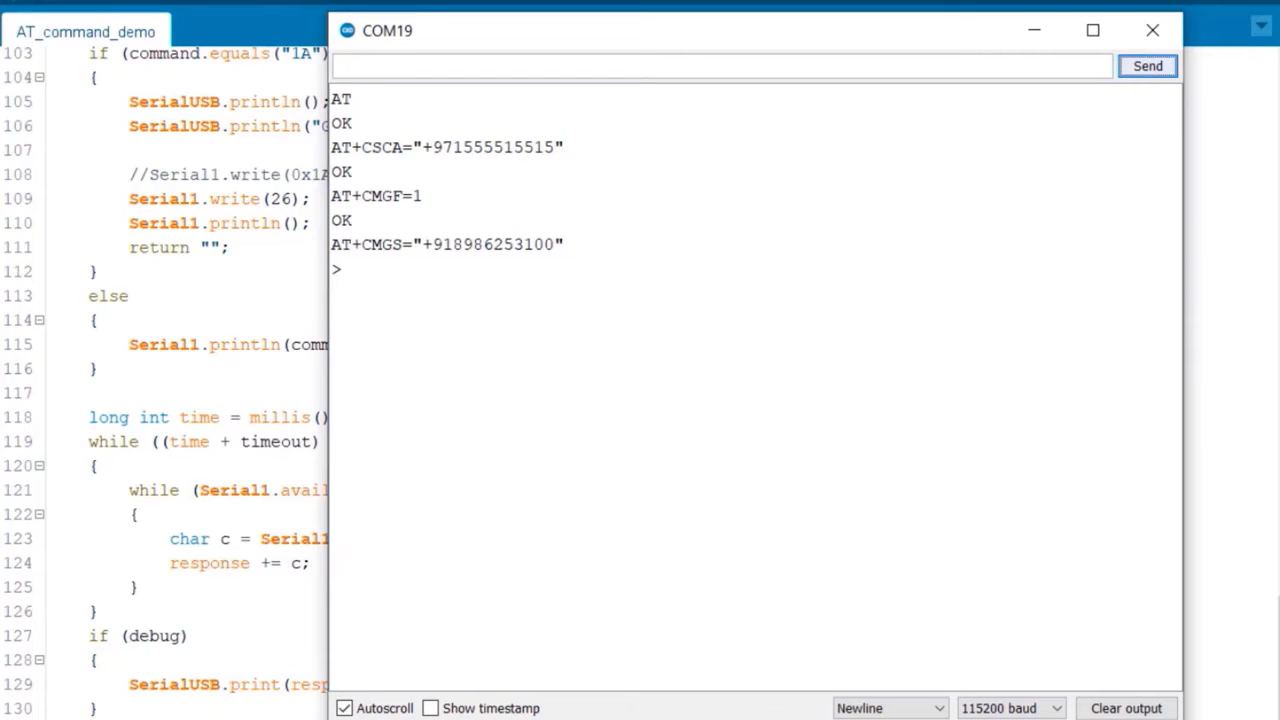 AT_command_demo
103 if (command.equals("1A")
104 {
105 SerialUSB.println();
106 SerialUSB.println("G
107
108 //Serial1.write(0x1A
109 Serial1.write(26);
110 Serial1.println();
111 return "";
112 }
113 else
114 {
115 Serial1.println(comm
116 }
117
118 long int time = millis()
119 while ((time + timeout)
120 {
121 while (Serial1.avail
122 {
123 char c = Serial1
124 response += c;
125 }
126 }
127 if (debug)
128 {
129 SerialUSB.print(resp
130 }
COM19
Send
AT
OK
AT+CSCA="+971555515515"
OK
AT+CMGF=1
OK
AT+CMGS="+918986253100"
>
Autoscroll Show timestamp Newline 115200 baud Clear output